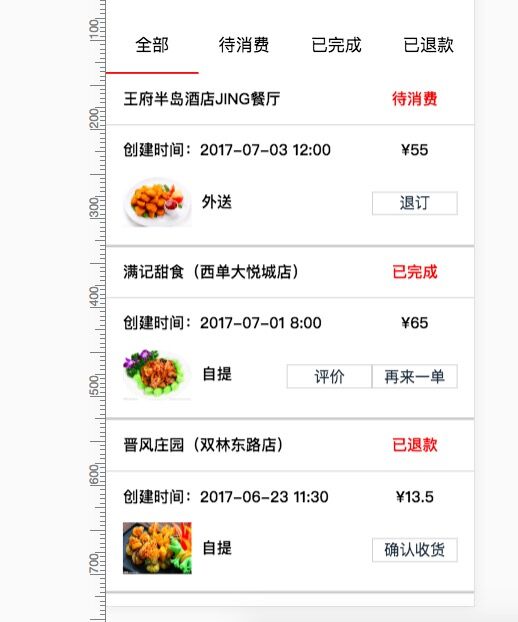 全部 待消费 已完成 已退款
王府半岛酒店JING餐厅 待消费
创建时间：2017-07-03 12:00 ¥55
外送 退订
满记甜食（西单大悦城店） 已完成
创建时间：2017-07-01 8:00 ¥65
自提 评价 再来一单
晋风庄园（双林东路店） 已退款
创建时间：2017-06-23 11:30 ¥13.5
自提 确认收货
100
200
300
400
500
600
700